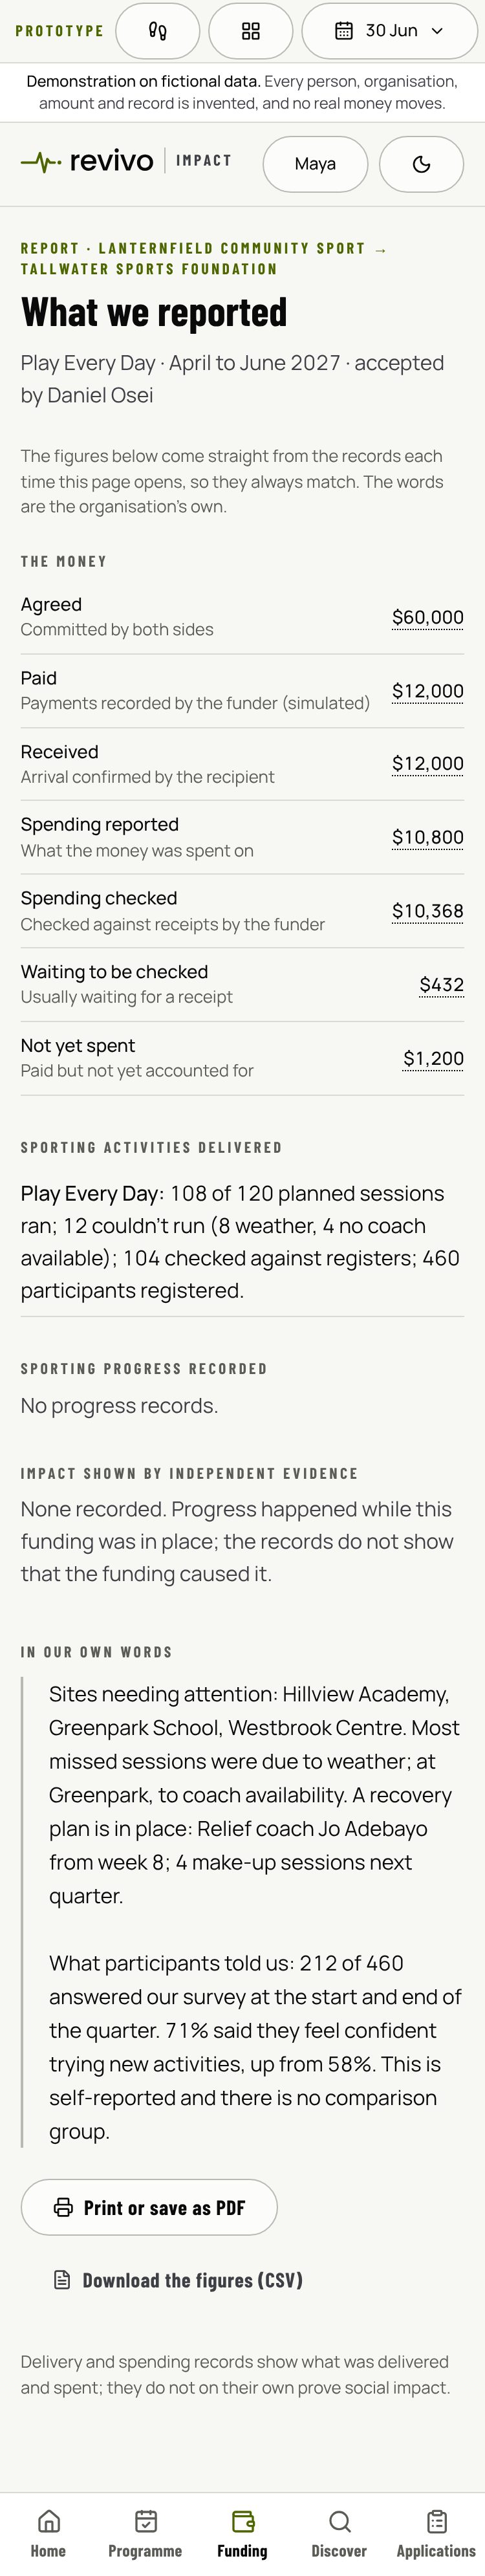 PROTOTYPE
30 Jun
Demonstration on fictional data. Every person, organisation,
amount and record is invented, and no real money moves.
revivo
IMPACT
Maya
REPORT · LANTERNFIELD COMMUNITY SPORT →
TALLWATER SPORTS FOUNDATION
What we reported
Play Every Day · April to June 2027 · accepted
by Daniel Osei
The figures below come straight from the records each
time this page opens, so they always match. The words
are the organisation's own.
THE MONEY
Agreed
Committed by both sides
$60,000
Paid
Payments recorded by the funder (simulated)
$12,000
Received
Arrival confirmed by the recipient
$12,000
Spending reported
What the money was spent on
$10,800
Spending checked
Checked against receipts by the funder
$10,368
Waiting to be checked
Usually waiting for a receipt
$432
Not yet spent
Paid but not yet accounted for
$1,200
SPORTING ACTIVITIES DELIVERED
Play Every Day: 108 of 120 planned sessions
ran; 12 couldn't run (8 weather, 4 no coach
available); 104 checked against registers; 460
participants registered.
SPORTING PROGRESS RECORDED
No progress records.
IMPACT SHOWN BY INDEPENDENT EVIDENCE
None recorded. Progress happened while this
funding was in place; the records do not show
that the funding caused it.
IN OUR OWN WORDS
Sites needing attention: Hillview Academy,
Greenpark School, Westbrook Centre. Most
missed sessions were due to weather; at
Greenpark, to coach availability. A recovery
plan is in place: Relief coach Jo Adebayo
from week 8; 4 make-up sessions next
quarter.
What participants told us: 212 of 460
answered our survey at the start and end of
the quarter. 71% said they feel confident
trying new activities, up from 58%. This is
self-reported and there is no comparison
group.
Print or save as PDF
Download the figures (CSV)
Delivery and spending records show what was delivered
and spent; they do not on their own prove social impact.
Home
Programme
Funding
Discover
Applications